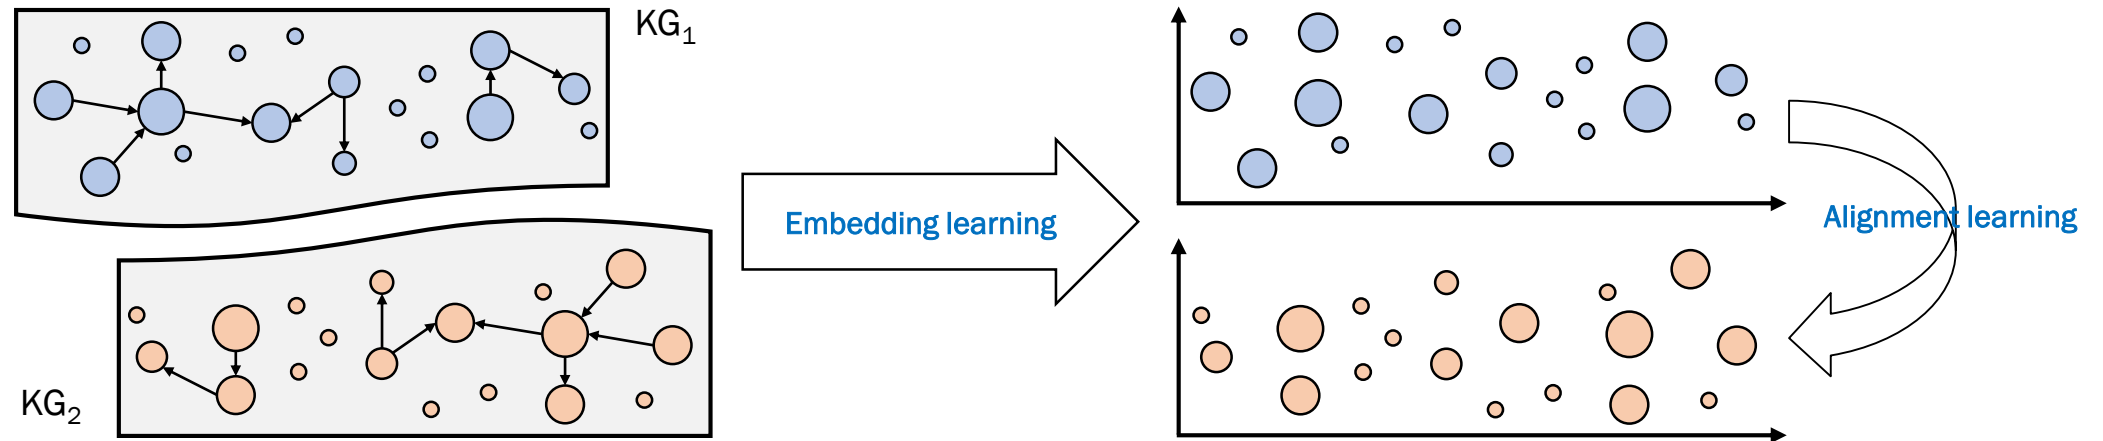 KG₁
Embedding learning
Alignment learning
KG₂